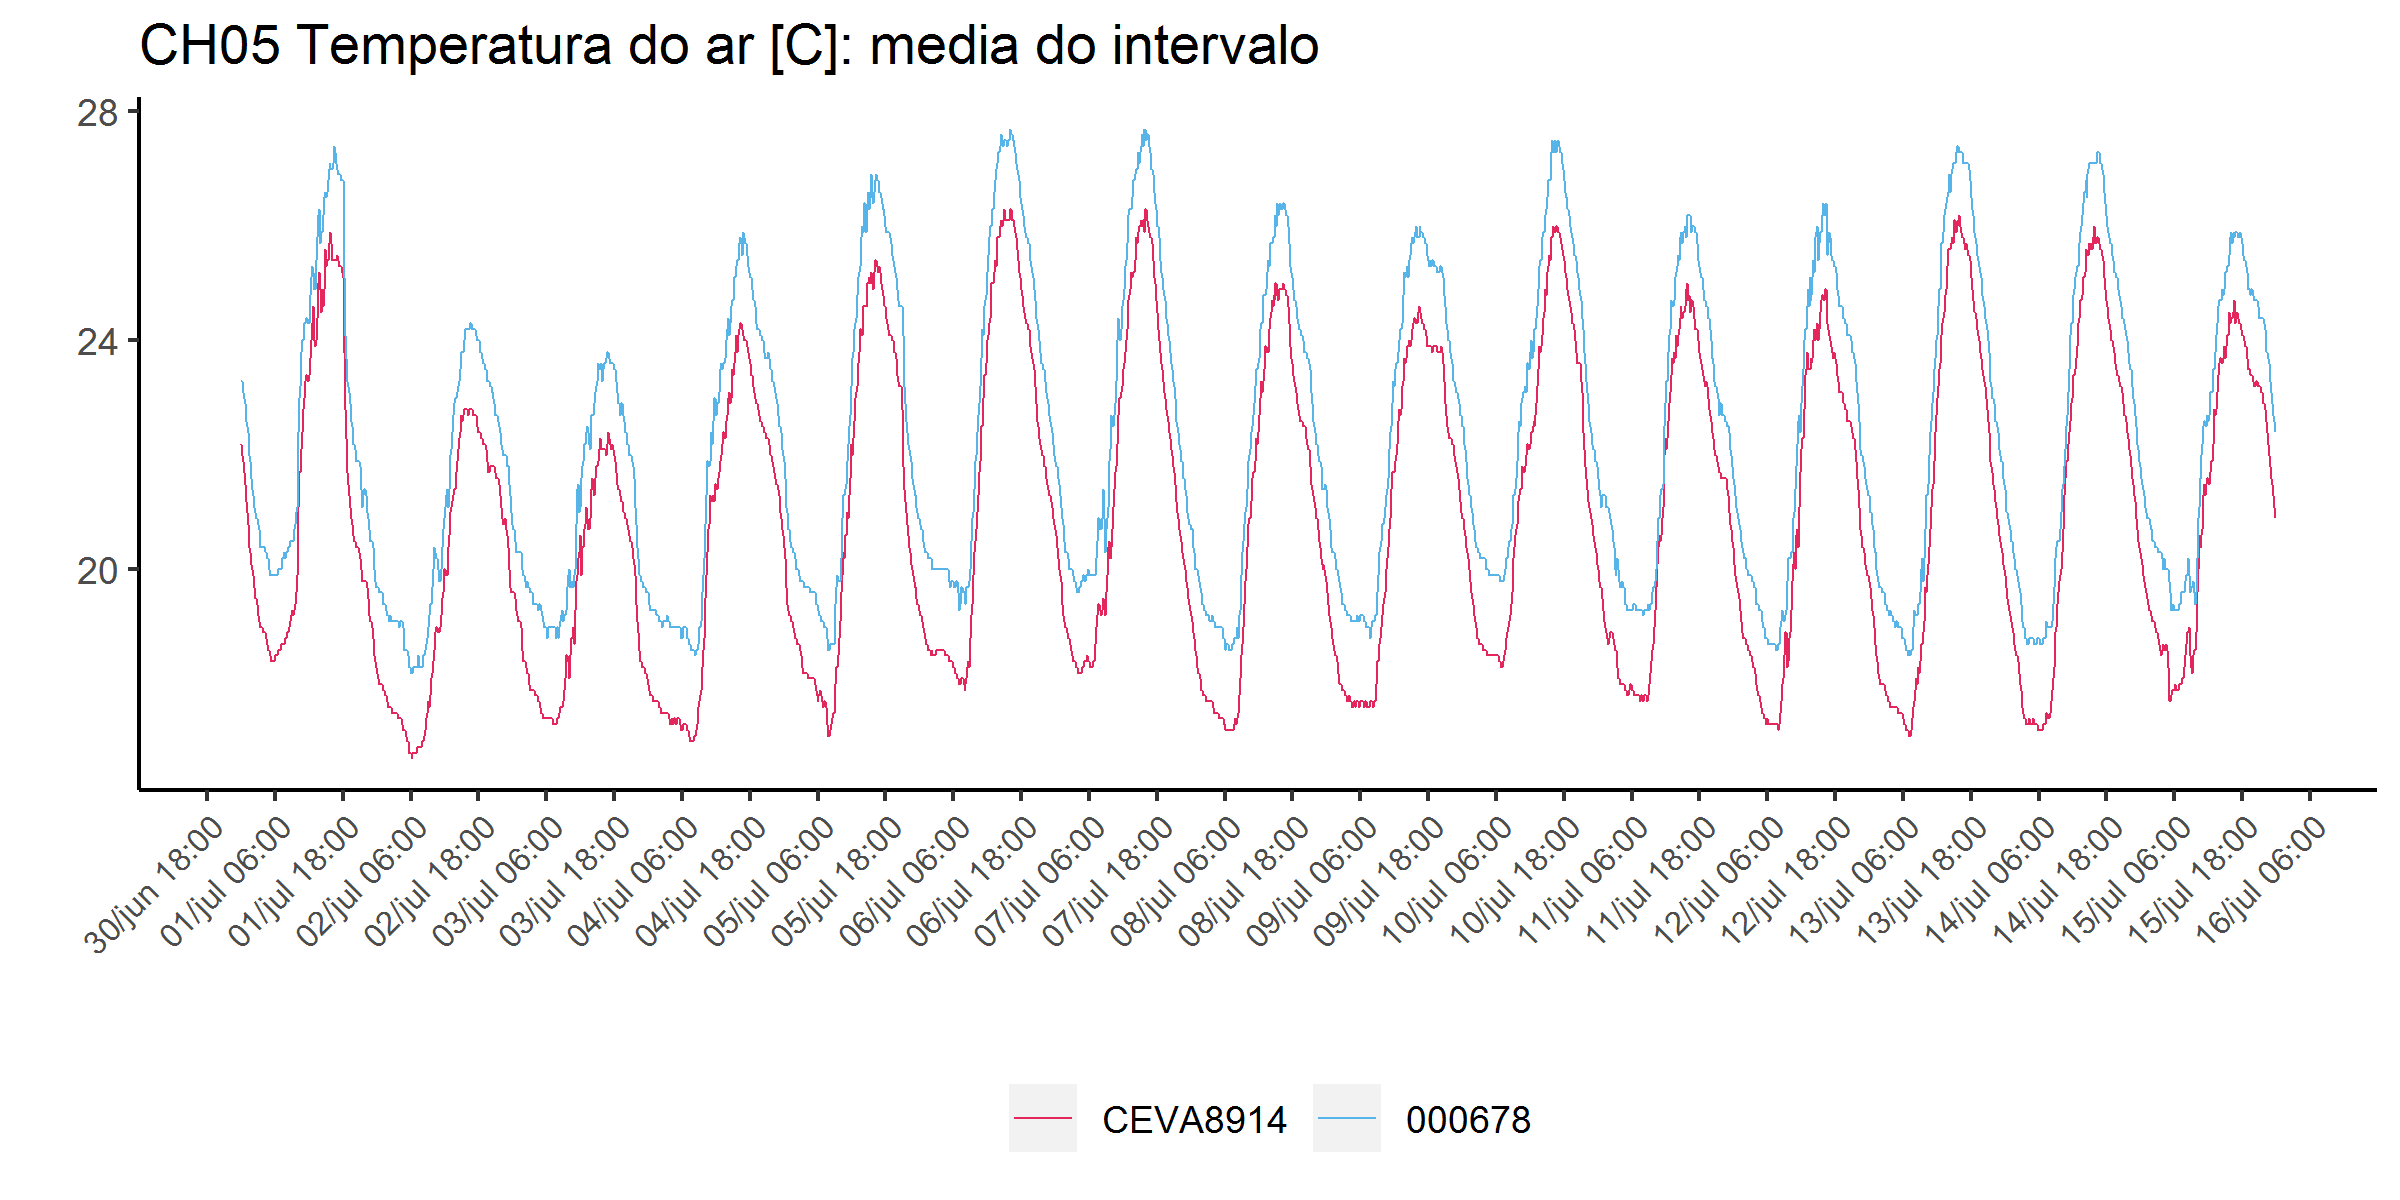 CH05 Temperatura do ar [C]: media do intervalo
28
24
20
30/jun 18:00
01/jul 06:00
01/jul 18:00
02/jul 06:00
02/jul 18:00
03/jul 06:00
03/jul 18:00
04/jul 06:00
04/jul 18:00
05/jul 06:00
05/jul 18:00
06/jul 06:00
06/jul 18:00
07/jul 06:00
07/jul 18:00
08/jul 06:00
08/jul 18:00
09/jul 06:00
09/jul 18:00
10/jul 06:00
10/jul 18:00
11/jul 06:00
11/jul 18:00
12/jul 06:00
12/jul 18:00
13/jul 06:00
13/jul 18:00
14/jul 06:00
14/jul 18:00
15/jul 06:00
15/jul 18:00
16/jul 06:00
CEVA8914 000678